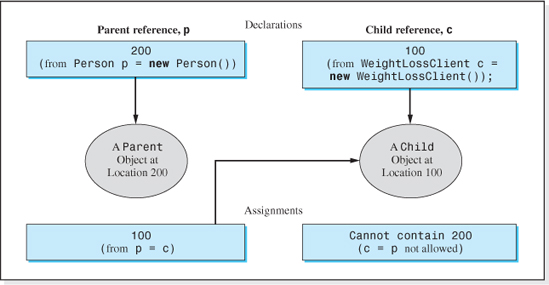 Declarations
Parent reference, p
Child reference, c
200
(from Person p = new Person())
100
(from WeightLossClient c =
new WeightLossClient());
A Parent
Object at
Location 200
A Child
Object at
Location 100
Assignments
100
(from p = c)
Cannot contain 200
(c = p not allowed)